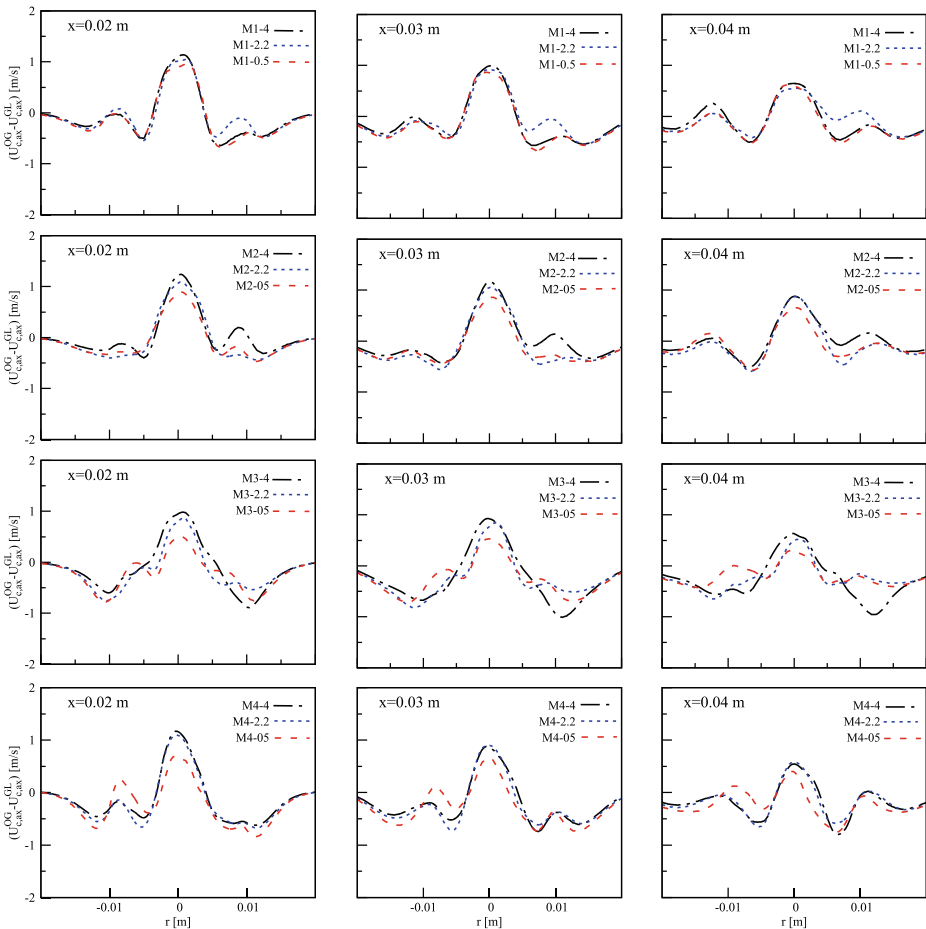 x=0.02 m
M1-4
M1-2.2
M1-0.5
x=0.03 m
M1-4
M1-2.2
M1-0.5
x=0.04 m
M1-4
M1-2.2
M1-0.5
2
1
0
-1
-2
(U^OG_c,ax-U^GL_c,ax) [m/s]
x=0.02 m
M2-4
M2-2.2
M2-05
x=0.03 m
M2-4
M2-2.2
M2-05
x=0.04 m
M2-4
M2-2.2
M2-05
2
1
0
-1
2
(U^OG_c,ax-U^GL_c,ax) [m/s]
x=0.02 m
M3-4
M3-2.2
M3-05
x=0.03 m
M3-4
M3-2.2
M3-05
x=0.04 m
M3-4
M3-2.2
M3-05
2
1
0
-1
-2
(U^OG_c,ax-U^GL_c,ax) [m/s]
x=0.02 m
M4-4
M4-2.2
M4-05
x=0.03 m
M4-4
M4-2.2
M4-05
x=0.04 m
M4-4
M4-2.2
M4-05
2
1
0
-1
-2
(U^OG_c,ax-U^GL_c,ax) [m/s]
-0.01 0 0.01
r [m]
-0.01 0 0.01
r [m]
-0.01 0 0.01
r [m]